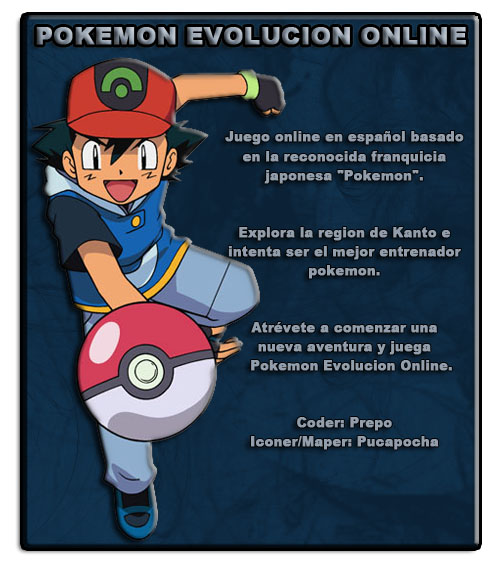 POKEMON EVOLUCION ONLINE
Juego online en español basado
en la reconocida franquicia
japonesa "Pokemon".
Explora la region de Kanto e
intenta ser el mejor entrenador
pokemon.
Atrévete a comenzar una
nueva aventura y juega
Pokemon Evolucion Online.
Coder: Prepo
Iconer/Maper: Pucapocha